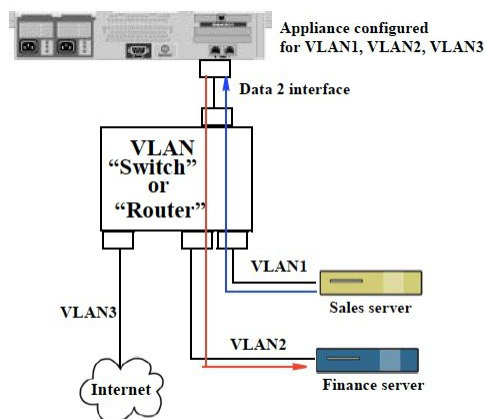 Appliance configured
for VLAN1, VLAN2, VLAN3
Data 2 interface
VLAN
“Switch”
or
“Router”
VLAN1
Sales server
VLAN3
VLAN2
Internet
Finance server